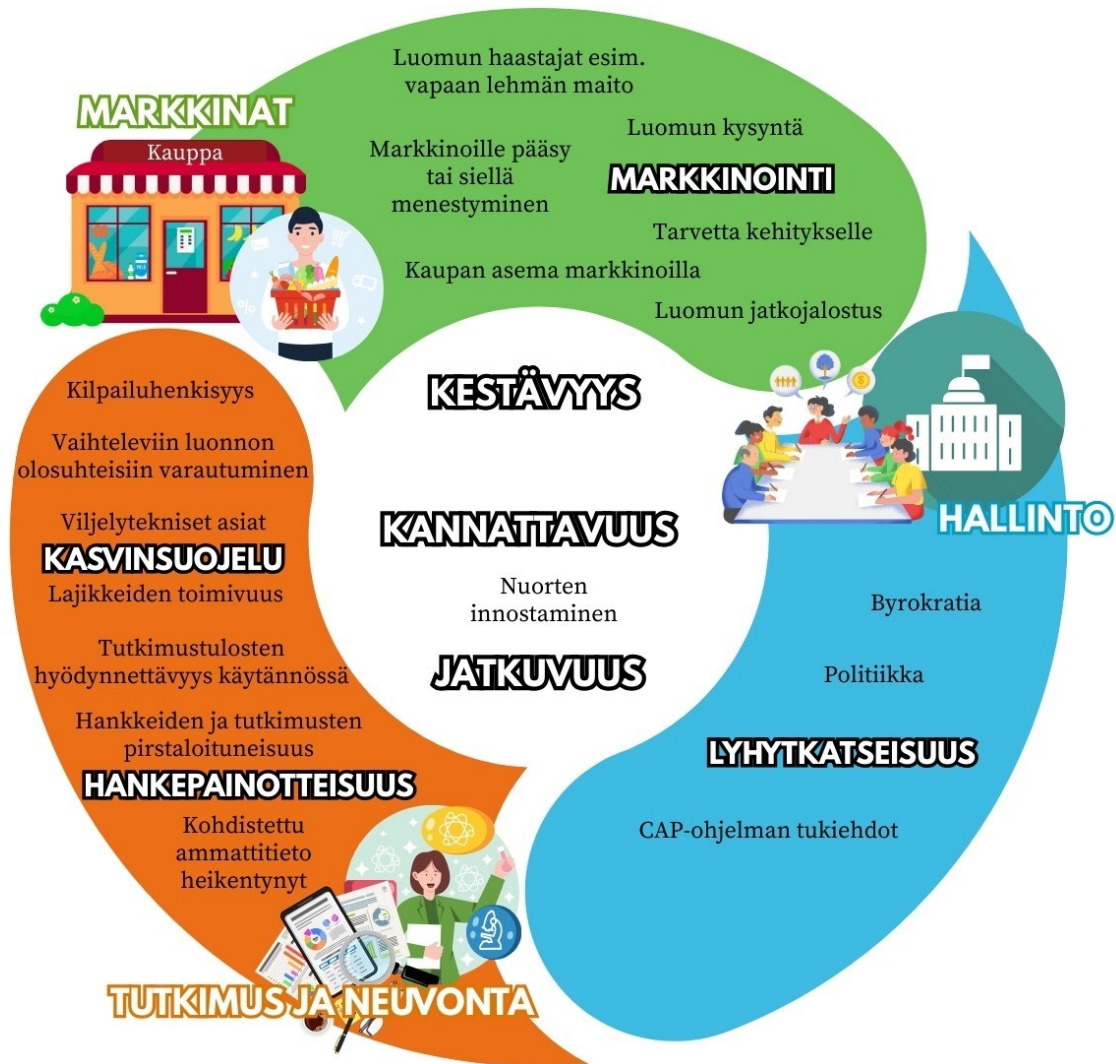 Luomun haastajat esim.
vapaan lehmän maito
MARKKINAT
Kauppa
Luomun kysyntä
Markkinoille pääsy
tai siellä
menestyminen
MARKKINOINTI
Tarvetta kehitykselle
Kaupan asema markkinoilla
Luomun jatkojalostus
KESTÄVYYS
KANNATTAVUUS
Nuorten
innostaminen
JATKUVUUS
HALLINTO
Byrokratia
Politiikka
LYHYTKATSEISUUS
CAP-ohjelman tukiehdot
Kilpailuhenkisyys
Vaihteleviin luonnon
olosuhteisiin varautuminen
Viljelytekniset asiat
KASVINSUOJELU
Lajikkeiden toimivuus
Tutkimustulosten
hyödynnettävyys käytännössä
Hankkeiden ja tutkimusten
pirstaloituneisuus
HANKEPAINOTTEISUUS
Kohdistettu
ammattitieto
heikentynyt
TUTKIMUS JA NEUVONTA